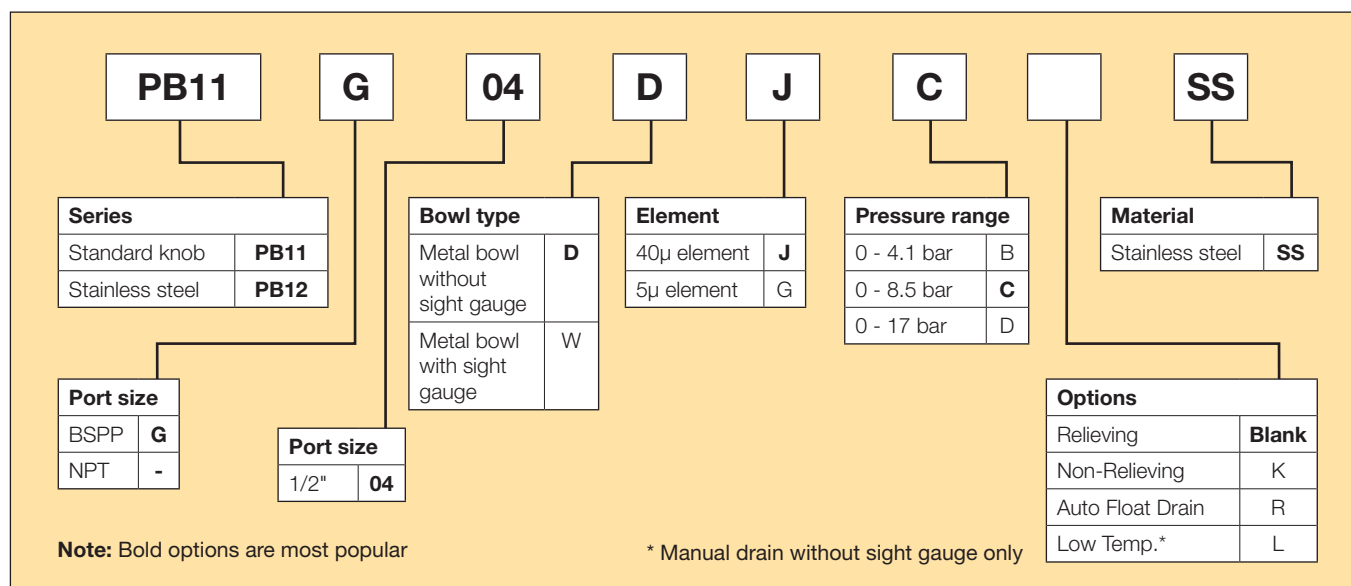 PB11 G 04 D J C SS
Series
Standard knob PB11
Stainless steel PB12
Port size
BSPP G
NPT -
Port size
1/2" 04
Bowl type
Metal bowl
without
sight gauge D
Metal bowl
with sight
gauge W
Element
40µ element J
5µ element G
Pressure range
0 - 4.1 bar B
0 - 8.5 bar C
0 - 17 bar D
Material
Stainless steel SS
Options
Relieving Blank
Non-Relieving K
Auto Float Drain R
Low Temp.* L
Note: Bold options are most popular
* Manual drain without sight gauge only